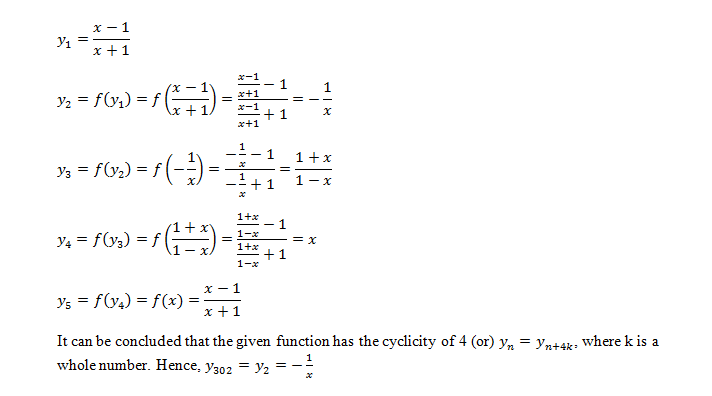 y₁ = (x − 1)/(x + 1)
y₂ = f(y₁) = f((x − 1)/(x + 1)) = ((x−1)/(x+1) − 1)/((x−1)/(x+1) + 1) = −1/x
y₃ = f(y₂) = f(−1/x) = (−1/x − 1)/(−1/x + 1) = (1 + x)/(1 − x)
y₄ = f(y₃) = f((1 + x)/(1 − x)) = ((1+x)/(1−x) − 1)/((1+x)/(1−x) + 1) = x
y₅ = f(y₄) = f(x) = (x − 1)/(x + 1)
It can be concluded that the given function has the cyclicity of 4 (or) yₙ = yₙ₊₄ₖ, where k is a
whole number. Hence, y₃₀₂ = y₂ = −1/x